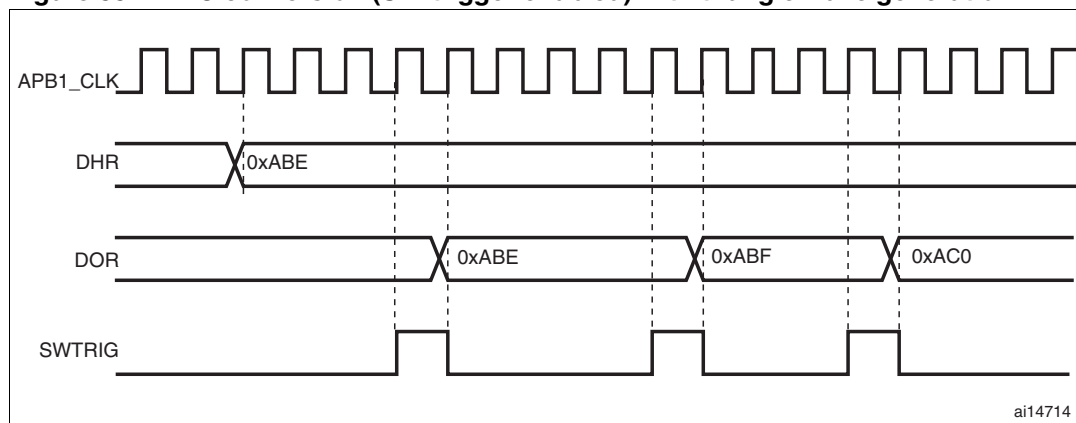 APB1_CLK
DHR
0xABE
DOR
0xABE
0xABF
0xAC0
SWTRIG
ai14714